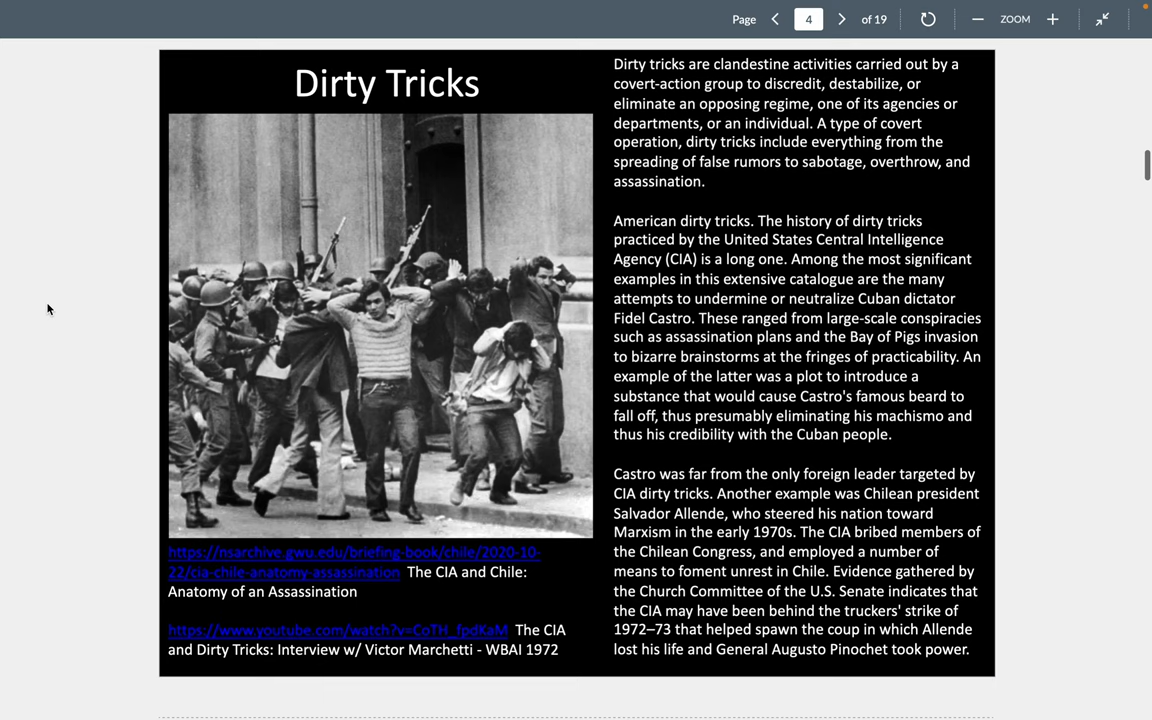 Page 4 of 19 ZOOM
Dirty Tricks
https://nsarchive.gwu.edu/briefing-book/chile/2020-10-
22/cia-chile-anatomy-assassination The CIA and Chile:
Anatomy of an Assassination
https://www.youtube.com/watch?v=CoTH_fpdKaM The CIA
and Dirty Tricks: Interview w/ Victor Marchetti - WBAI 1972
Dirty tricks are clandestine activities carried out by a
covert-action group to discredit, destabilize, or
eliminate an opposing regime, one of its agencies or
departments, or an individual. A type of covert
operation, dirty tricks include everything from the
spreading of false rumors to sabotage, overthrow, and
assassination.
American dirty tricks. The history of dirty tricks
practiced by the United States Central Intelligence
Agency (CIA) is a long one. Among the most significant
examples in this extensive catalogue are the many
attempts to undermine or neutralize Cuban dictator
Fidel Castro. These ranged from large-scale conspiracies
such as assassination plans and the Bay of Pigs invasion
to bizarre brainstorms at the fringes of practicability. An
example of the latter was a plot to introduce a
substance that would cause Castro's famous beard to
fall off, thus presumably eliminating his machismo and
thus his credibility with the Cuban people.
Castro was far from the only foreign leader targeted by
CIA dirty tricks. Another example was Chilean president
Salvador Allende, who steered his nation toward
Marxism in the early 1970s. The CIA bribed members of
the Chilean Congress, and employed a number of
means to foment unrest in Chile. Evidence gathered by
the Church Committee of the U.S. Senate indicates that
the CIA may have been behind the truckers' strike of
1972–73 that helped spawn the coup in which Allende
lost his life and General Augusto Pinochet took power.